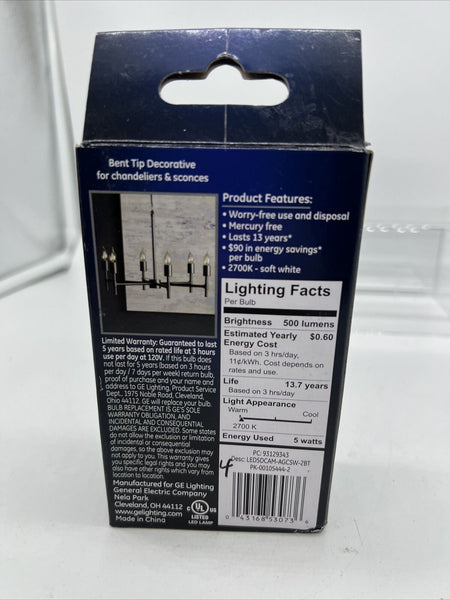 Bent Tip Decorative
for chandeliers & sconces
Product Features:
• Worry-free use and disposal
• Mercury free
• Lasts 13 years*
• $90 in energy savings*
per bulb
• 2700K - soft white
Lighting Facts
Per Bulb
Brightness 500 lumens
Estimated Yearly $0.60
Energy Cost
Based on 3 hrs/day,
11¢/kWh. Cost depends on
rates and use.
Life 13.7 years
Based on 3 hrs/day
Light Appearance
Warm Cool
2700 K
Energy Used 5 watts
Limited Warranty: Guaranteed to last
5 years based on rated life at 3 hours
use per day at 120V. If this bulb does
not last for 5 years (based on 3 hours
per day / 7 days per week) return bulb,
proof of purchase and your name and
address to GE Lighting, Product Service
Dept., 1975 Noble Road, Cleveland,
Ohio 44112. GE will replace your bulb.
BULB REPLACEMENT IS GE'S SOLE
WARRANTY OBLIGATION, AND
INCIDENTAL AND CONSEQUENTIAL
DAMAGES ARE EXCLUDED. Some states
do not allow the exclusion or limitation
of incidental or consequential
damages, so the above exclusion may
not apply to you. This warranty gives
you specific legal rights and you may
also have other rights which vary from
location to location.
Manufactured for GE Lighting
General Electric Company
Nela Park
Cleveland, OH 44112
www.gelighting.com
Made in China
c UL US
LISTED
LED LAMP
PC: 93129343
Desc: LED5DCAM-AGCSW-2BT
PK-00105444-2
4
0 43168 53073 4